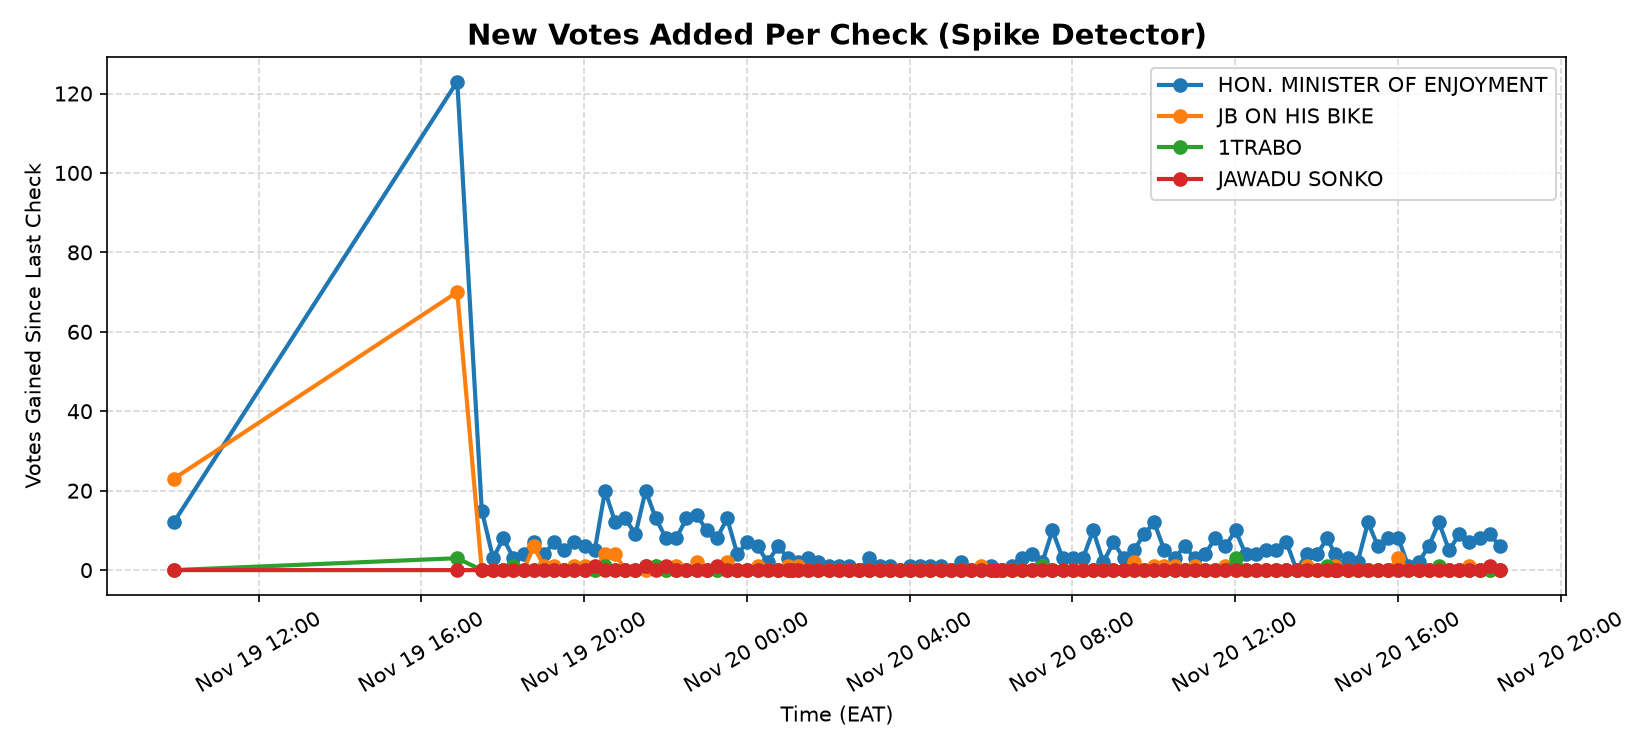 New Votes Added Per Check (Spike Detector)
HON. MINISTER OF ENJOYMENT
JB ON HIS BIKE
1TRABO
JAWADU SONKO
Votes Gained Since Last Check
120
100
80
60
40
20
0
Nov 19 12:00
Nov 19 16:00
Nov 19 20:00
Nov 20 00:00
Nov 20 04:00
Nov 20 08:00
Nov 20 12:00
Nov 20 16:00
Nov 20 20:00
Time (EAT)